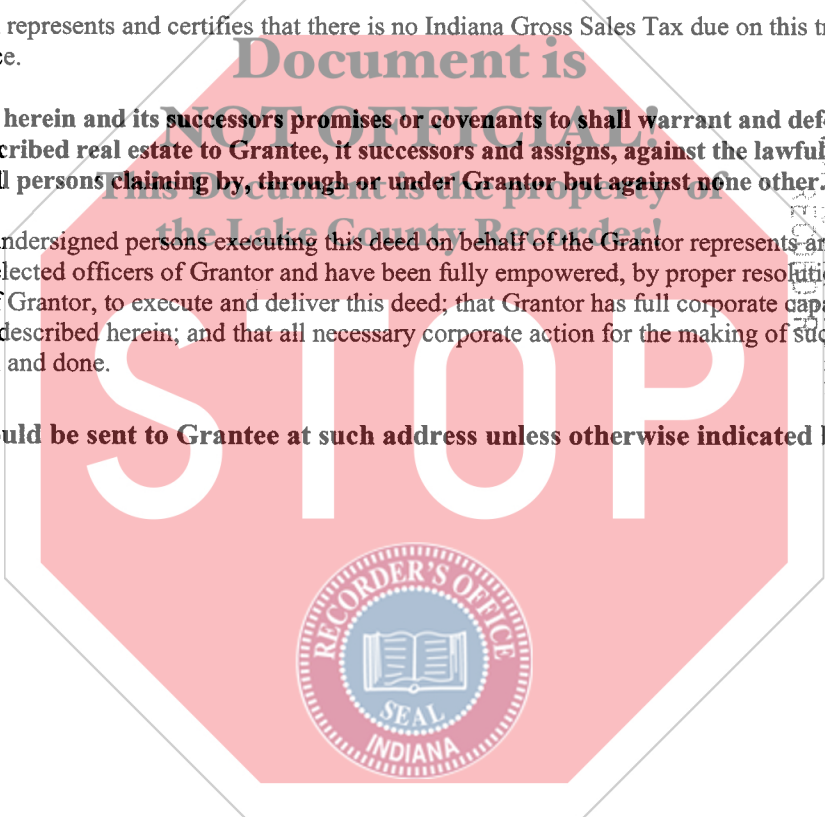 represents and certifies that there is no Indiana Gross Sales Tax due on this tr
ce.
Document is
NOT OFFICIAL!
herein and its successors promises or covenants to shall warrant and def
cribed real estate to Grantee, it successors and assigns, against the lawful
l persons claiming by, through or under Grantor but against none other.
This Document is the property of
the Lake County Recorder!
ndersigned persons executing this deed on behalf of the Grantor represents an
lected officers of Grantor and have been fully empowered, by proper resoluti
f Grantor, to execute and deliver this deed; that Grantor has full corporate capa
described herein; and that all necessary corporate action for the making of suc
and done.
STOP
uld be sent to Grantee at such address unless otherwise indicated
RECORDER'S OFFICE
SEAL
INDIANA